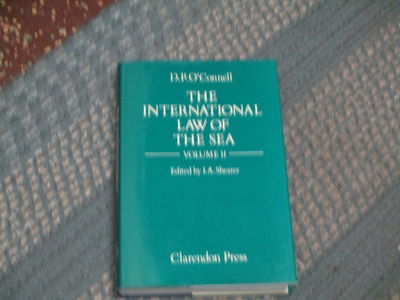 D.P. O'Connell
THE
INTERNATIONAL
LAW OF
THE SEA
VOLUME II
Edited by I.A. Shearer
Clarendon Press